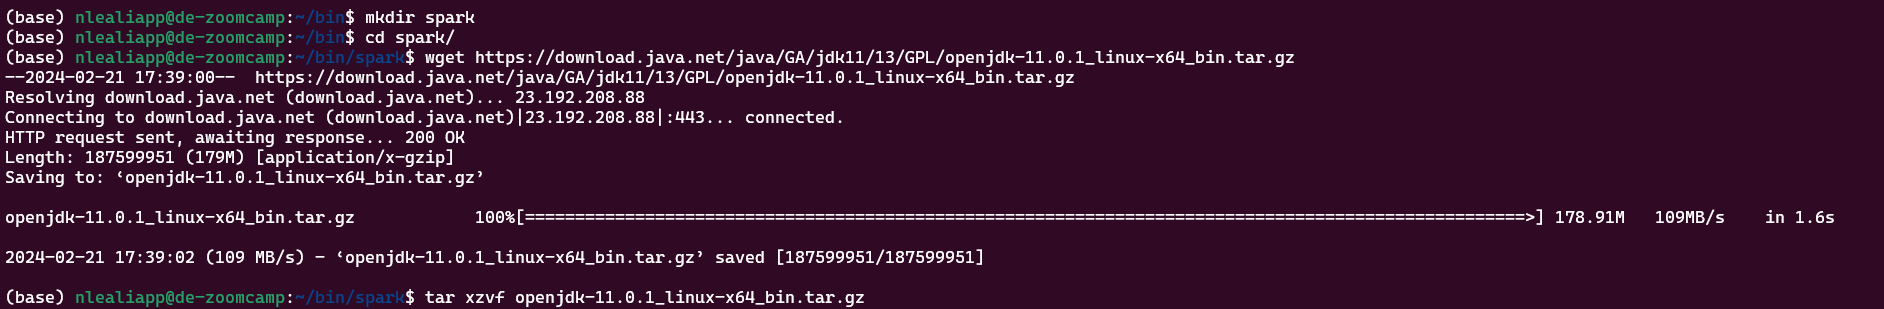 (base) nlealiapp@de-zoomcamp:~/bin$ mkdir spark
(base) nlealiapp@de-zoomcamp:~/bin$ cd spark/
(base) nlealiapp@de-zoomcamp:~/bin/spark$ wget https://download.java.net/java/GA/jdk11/13/GPL/openjdk-11.0.1_linux-x64_bin.tar.gz
--2024-02-21 17:39:00--  https://download.java.net/java/GA/jdk11/13/GPL/openjdk-11.0.1_linux-x64_bin.tar.gz
Resolving download.java.net (download.java.net)... 23.192.208.88
Connecting to download.java.net (download.java.net)|23.192.208.88|:443... connected.
HTTP request sent, awaiting response... 200 OK
Length: 187599951 (179M) [application/x-gzip]
Saving to: ‘openjdk-11.0.1_linux-x64_bin.tar.gz’
openjdk-11.0.1_linux-x64_bin.tar.gz            100%[====================================================================================================>] 178.91M   109MB/s    in 1.6s
2024-02-21 17:39:02 (109 MB/s) - ‘openjdk-11.0.1_linux-x64_bin.tar.gz’ saved [187599951/187599951]
(base) nlealiapp@de-zoomcamp:~/bin/spark$ tar xzvf openjdk-11.0.1_linux-x64_bin.tar.gz